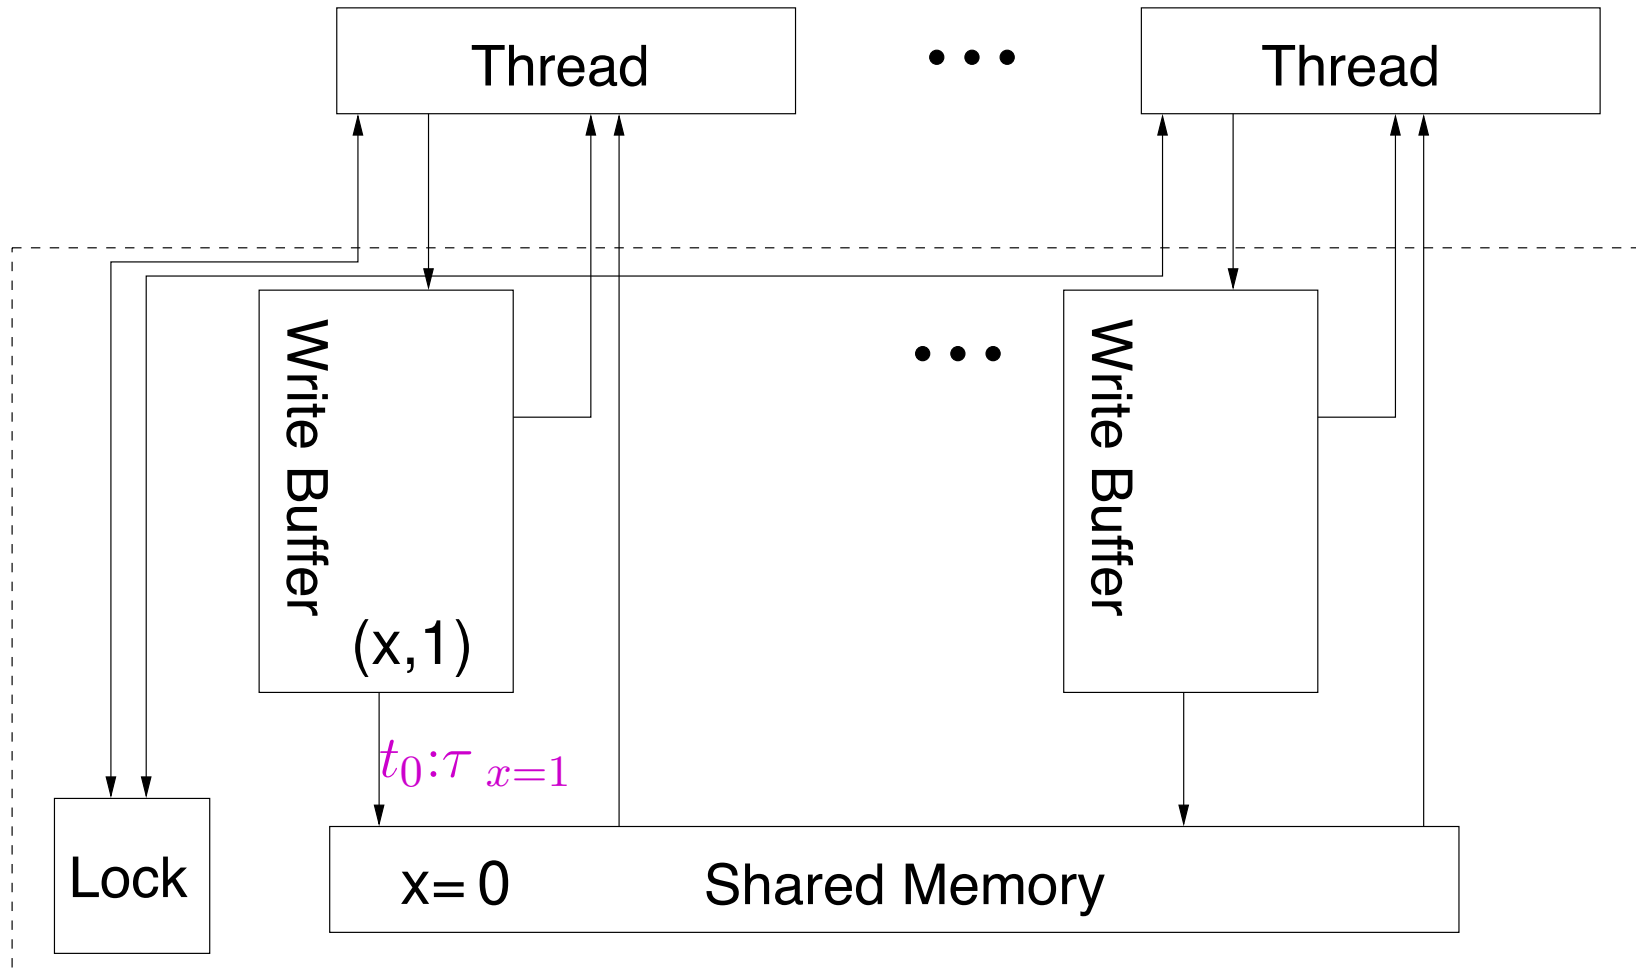 Thread
Thread
Write Buffer
Write Buffer
(x,1)
t₀:τ ₓ₌₁
Lock
x= 0
Shared Memory